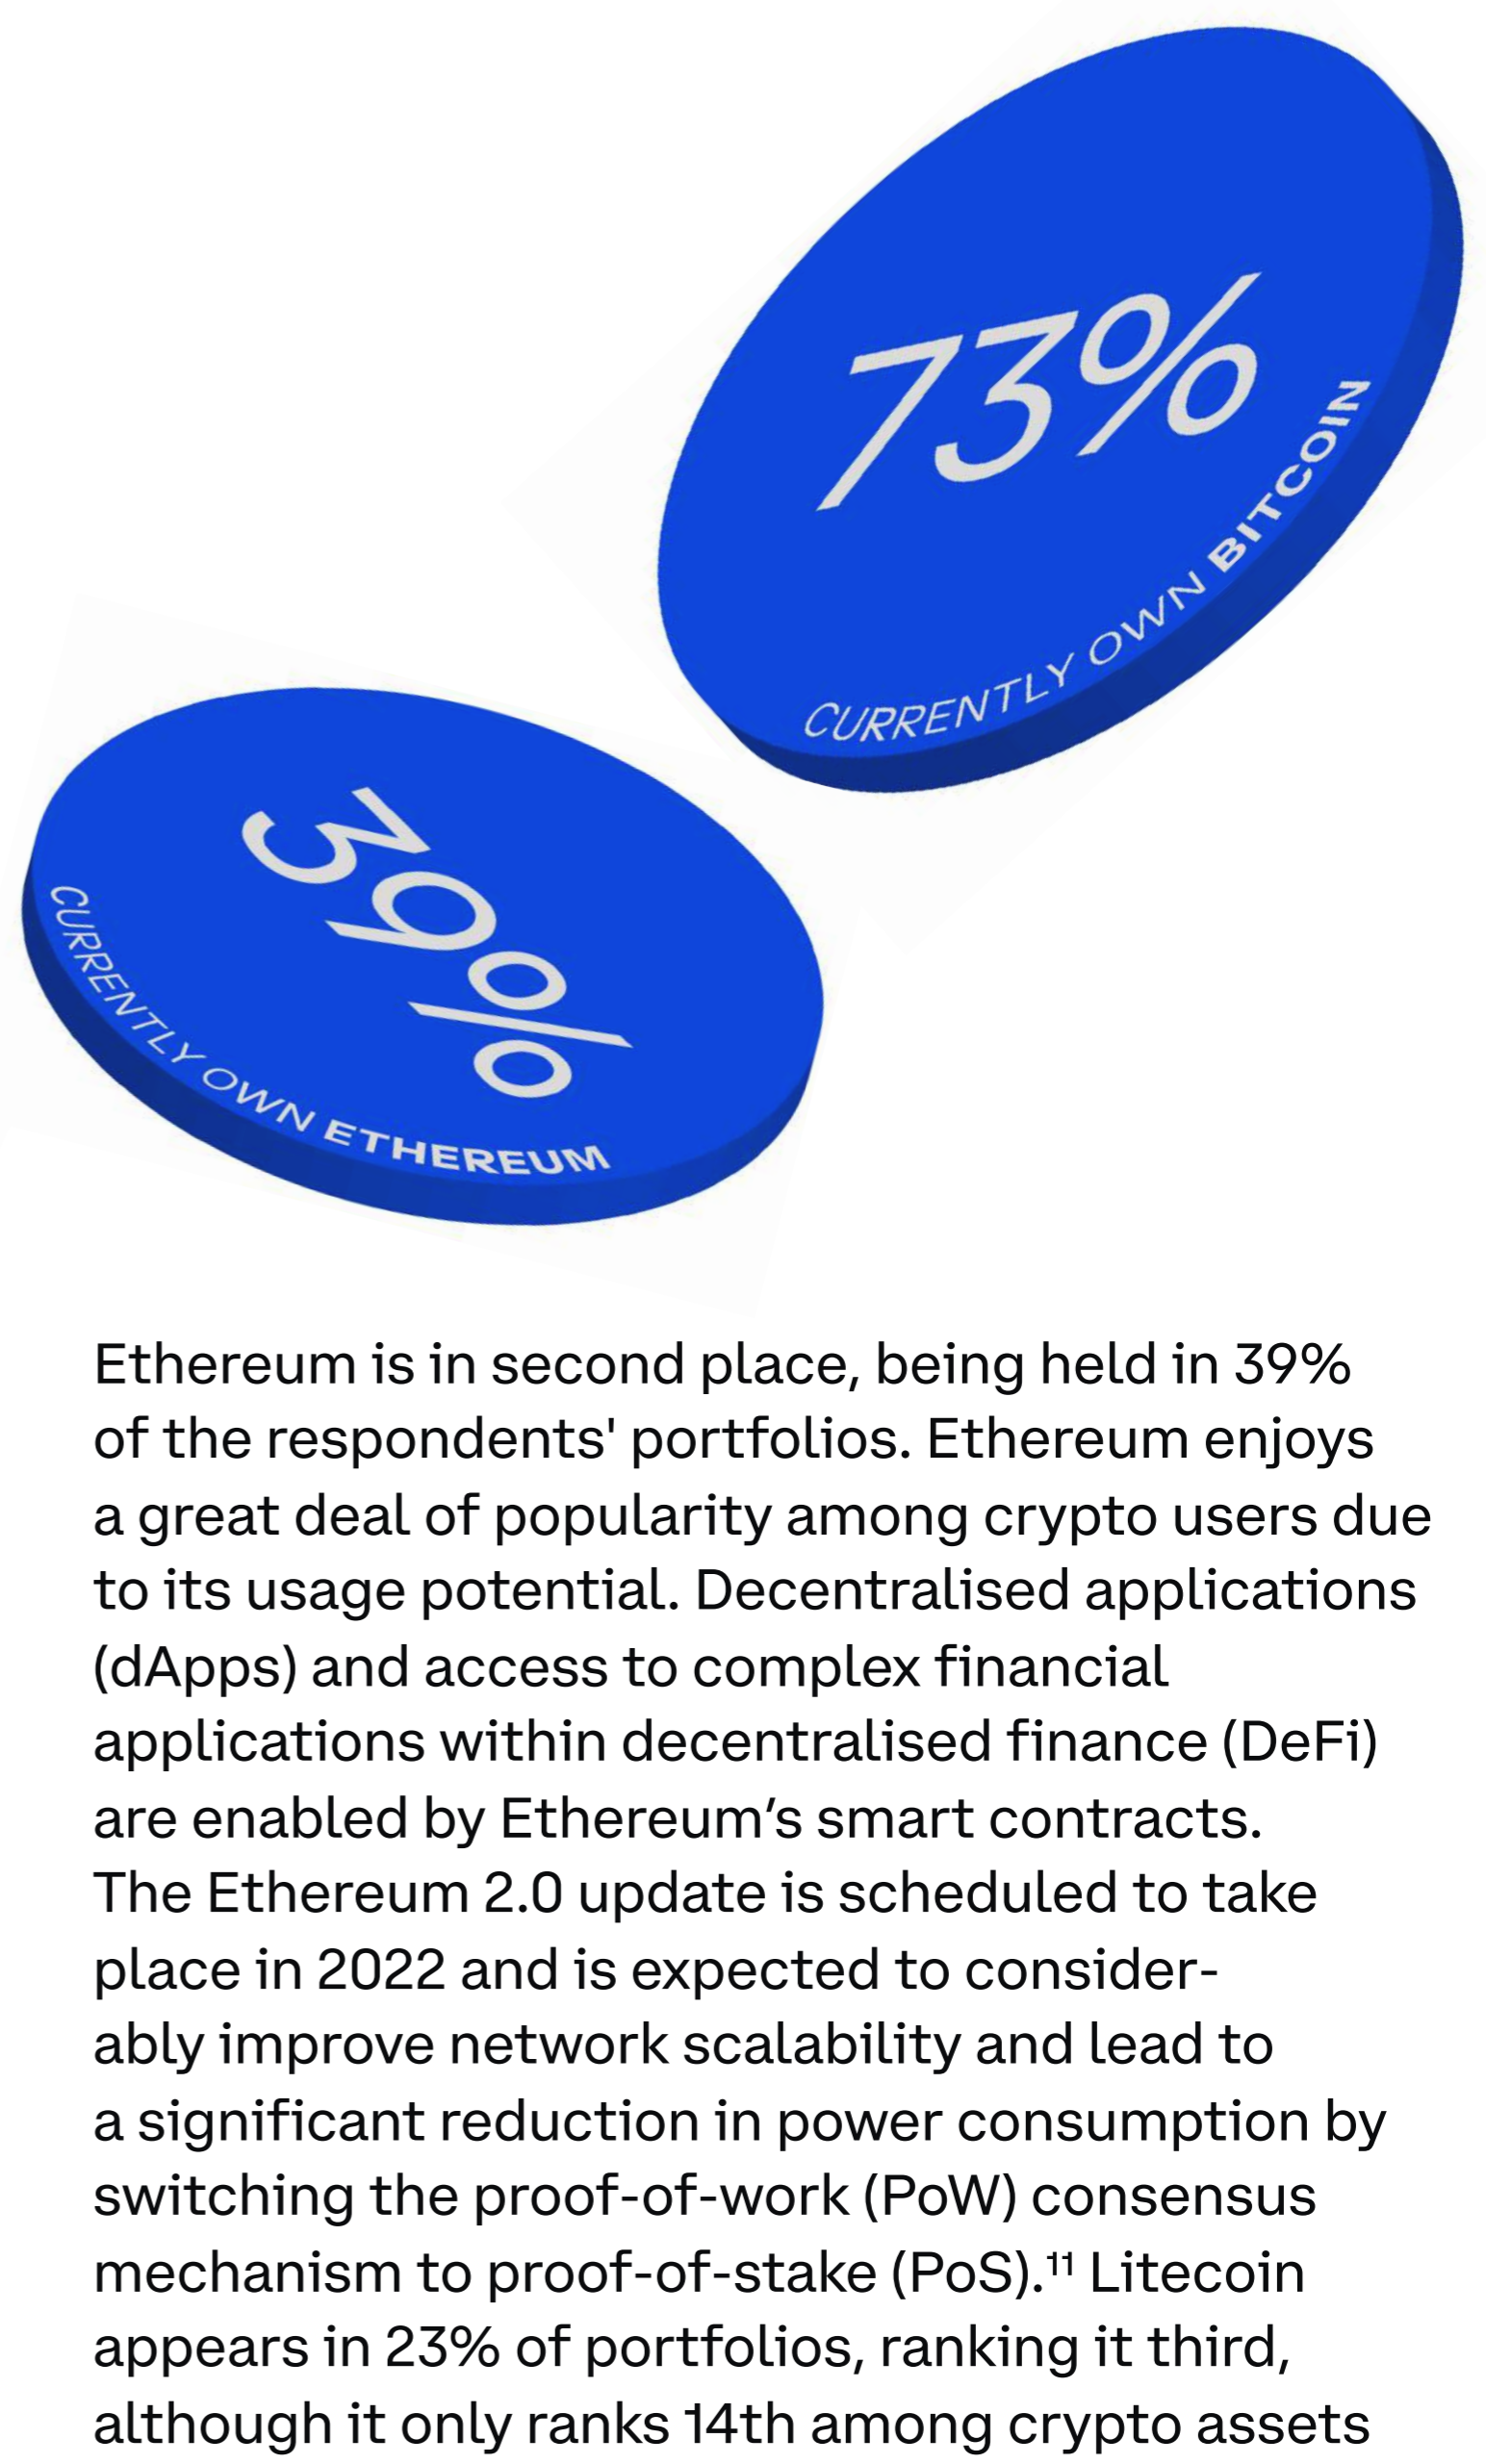 73%
CURRENTLY OWN BITCOIN
39%
CURRENTLY OWN ETHEREUM
Ethereum is in second place, being held in 39%
of the respondents' portfolios. Ethereum enjoys
a great deal of popularity among crypto users due
to its usage potential. Decentralised applications
(dApps) and access to complex financial
applications within decentralised finance (DeFi)
are enabled by Ethereum’s smart contracts.
The Ethereum 2.0 update is scheduled to take
place in 2022 and is expected to consider-
ably improve network scalability and lead to
a significant reduction in power consumption by
switching the proof-of-work (PoW) consensus
mechanism to proof-of-stake (PoS).¹¹ Litecoin
appears in 23% of portfolios, ranking it third,
although it only ranks 14th among crypto assets